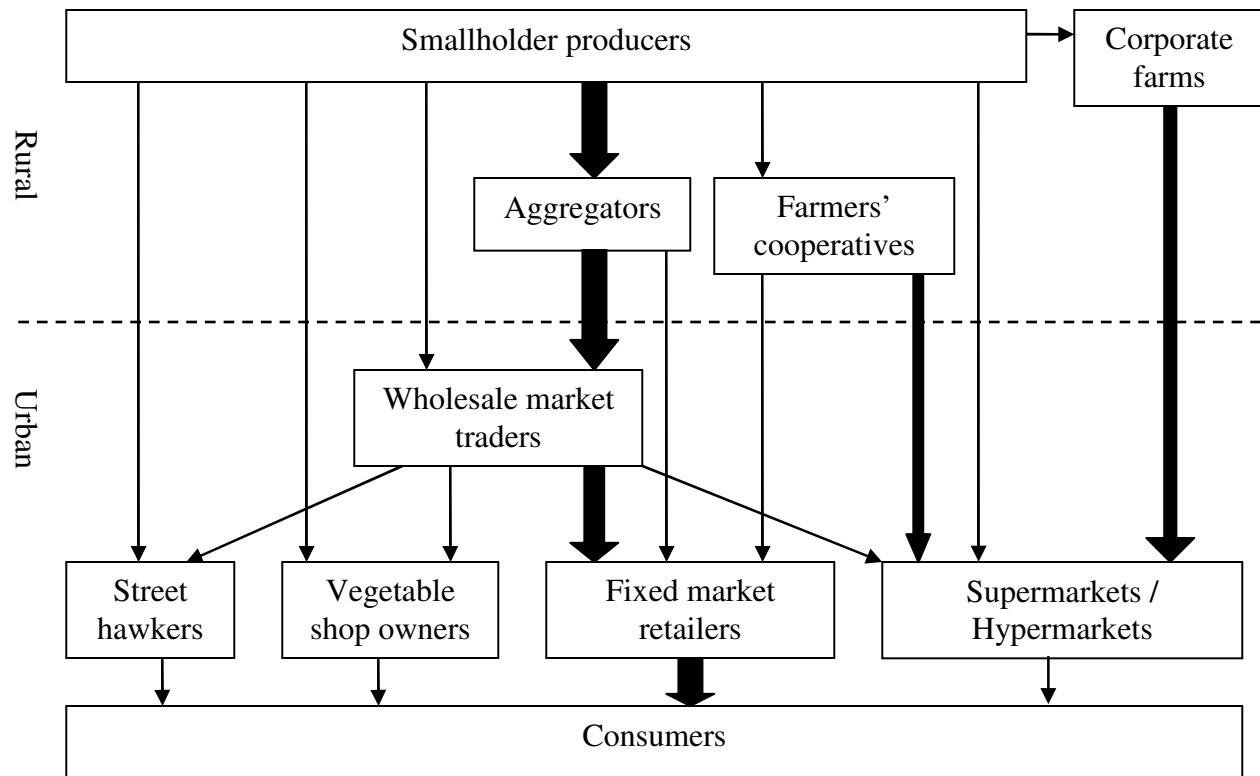 Smallholder producers
Corporate
farms
Rural
Aggregators
Farmers’
cooperatives
Urban
Wholesale market
traders
Street
hawkers
Vegetable
shop owners
Fixed market
retailers
Supermarkets /
Hypermarkets
Consumers